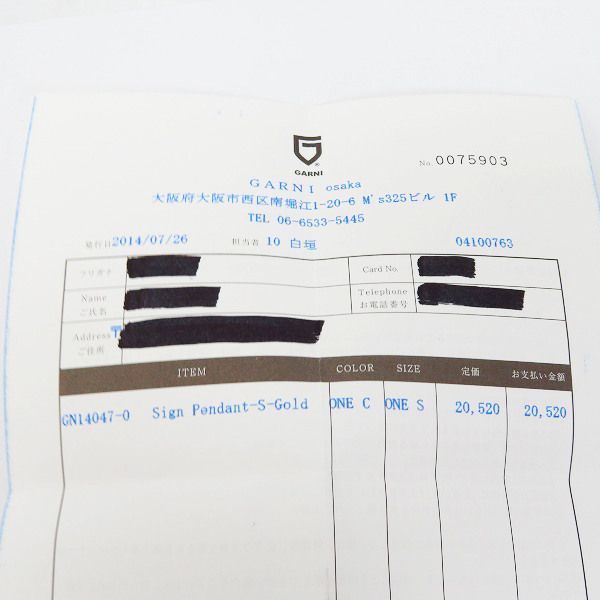 GARNI
No. 0075903
GARNI osaka
大阪府大阪市西区南堀江1-20-6 M's325ビル 1F
TEL 06-6533-5445
発行日 2014/07/26 担当者 10 白垣 04100763
フリガナ Card No.
Name Telephone
ご氏名 お電話番号
Address 〒
ご住所
ITEM COLOR SIZE 定価 お支払い金額
GN14047-0 Sign Pendant-S-Gold ONE C ONE S 20,520 20,520